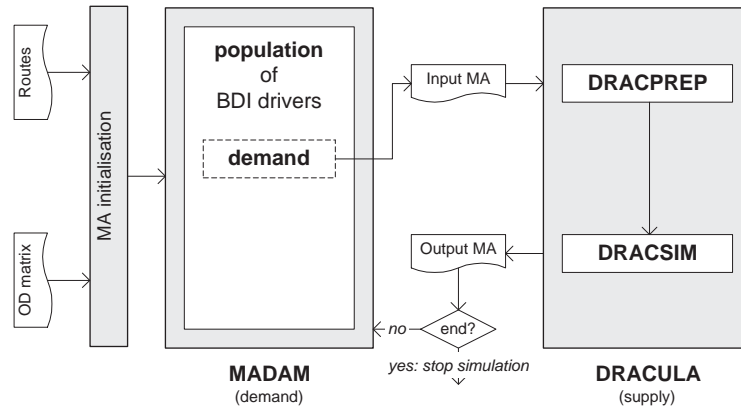 Routes
OD matrix
MA initialisation
population
of
BDI drivers
demand
MADAM
(demand)
Input MA
Output MA
end?
no
yes: stop simulation
DRACPREP
DRACSIM
DRACULA
(supply)